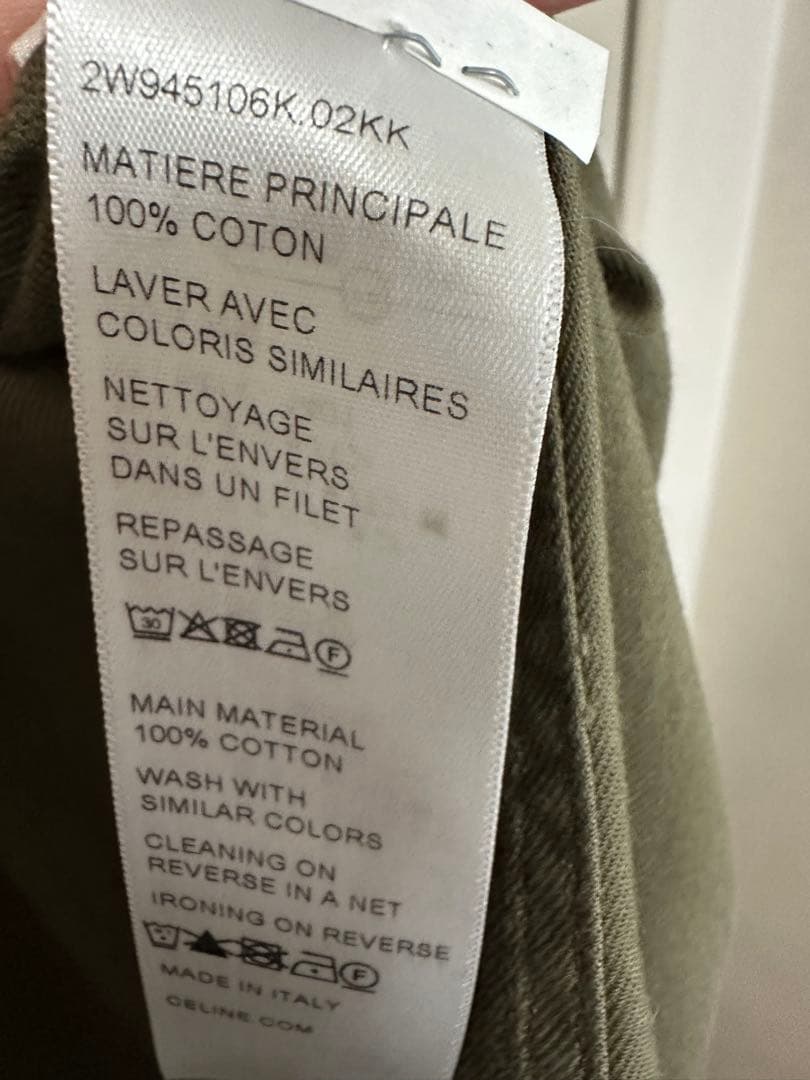 2W945106K.02KK
MATIERE PRINCIPALE
100% COTON
LAVER AVEC
COLORIS SIMILAIRES
NETTOYAGE
SUR L'ENVERS
DANS UN FILET
REPASSAGE
SUR L'ENVERS
30 F
MAIN MATERIAL
100% COTTON
WASH WITH
SIMILAR COLORS
CLEANING ON
REVERSE IN A NET
IRONING ON REVERSE
F
MADE IN ITALY
CELINE.COM